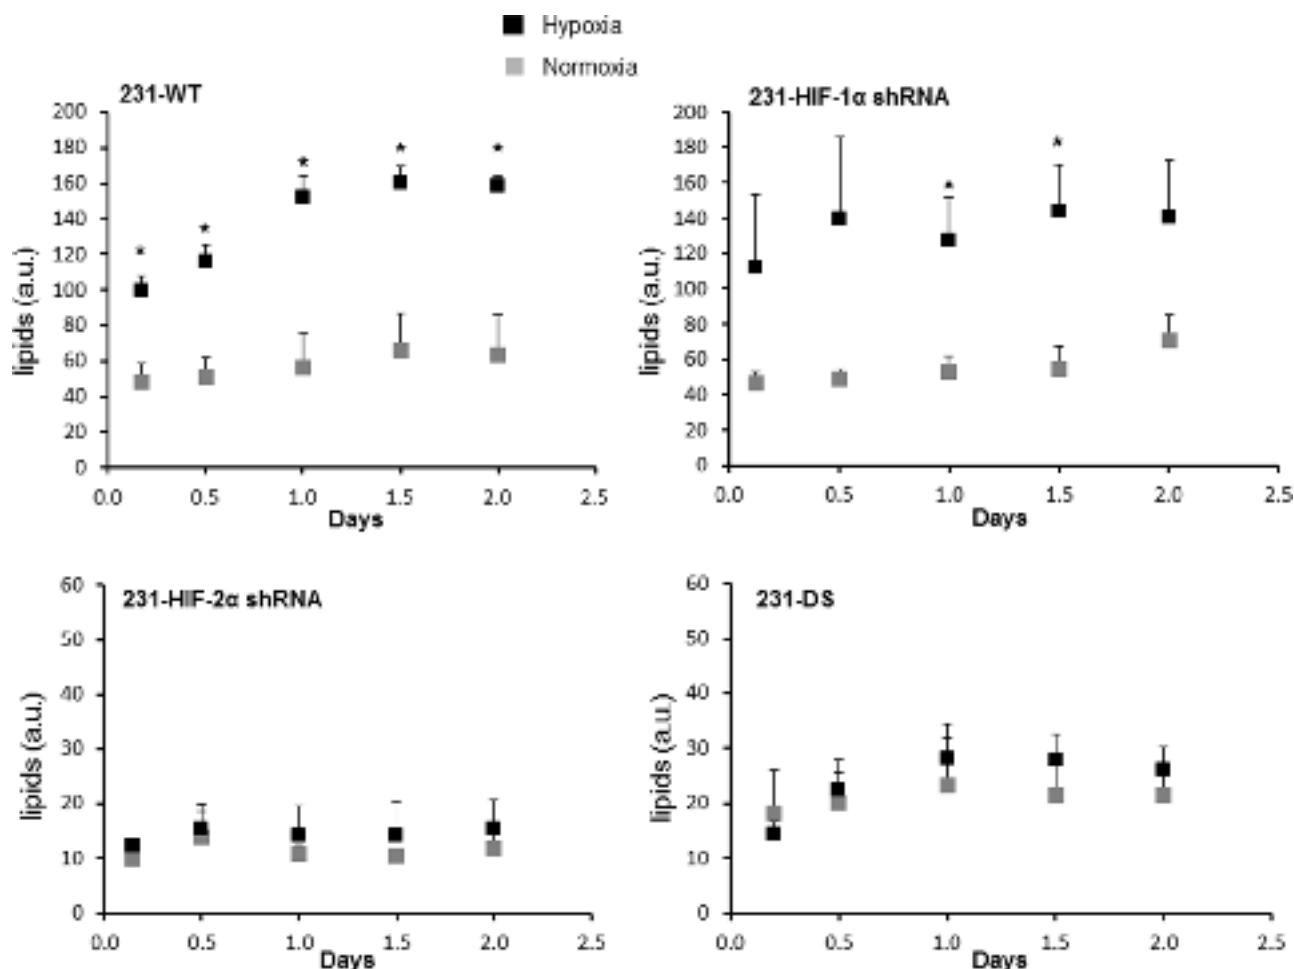 Hypoxia
Normoxia
231-WT
200
180
160
140
120
100
80
60
40
20
0
lipids (a.u.)
0.0 0.5 1.0 1.5 2.0 2.5
Days
231-HIF-1α shRNA
200
180
160
140
120
100
80
60
40
20
0
lipids (a.u.)
0.0 0.5 1.0 1.5 2.0 2.5
Days
231-HIF-2α shRNA
60
50
40
30
20
10
0
lipids (a.u.)
0.0 0.5 1.0 1.5 2.0 2.5
Days
231-DS
60
50
40
30
20
10
0
lipids (a.u.)
0.0 0.5 1.0 1.5 2.0 2.5
Days